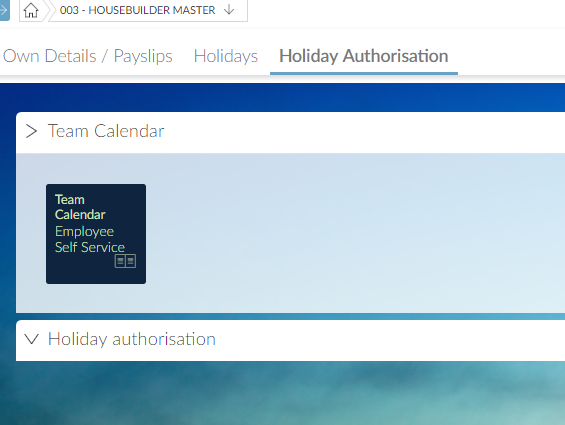 003 - HOUSEBUILDER MASTER
Own Details / Payslips Holidays Holiday Authorisation
Team Calendar
Team
Calendar
Employee
Self Service
Holiday authorisation